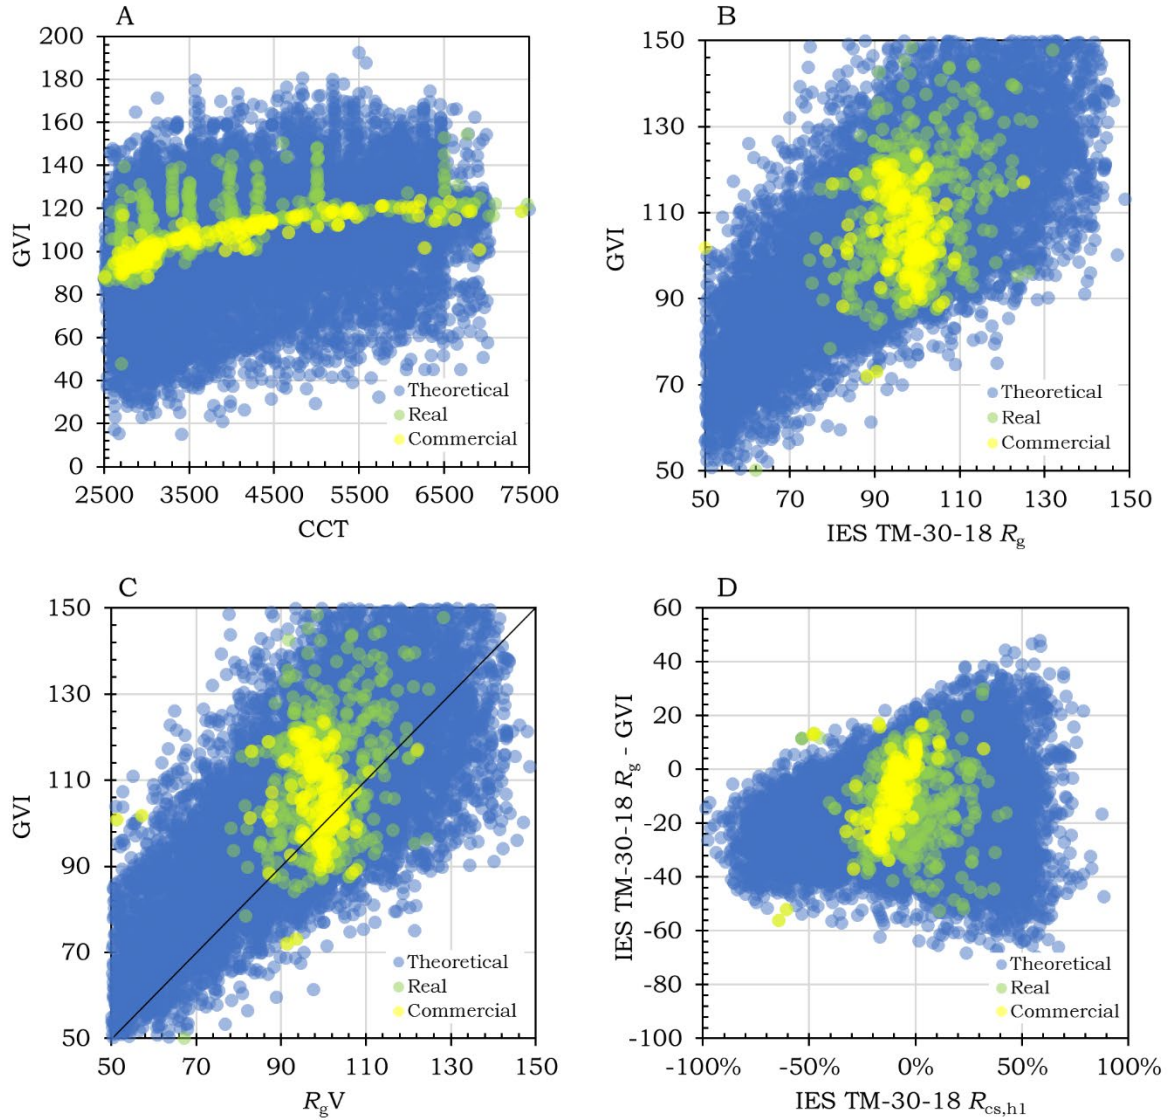 A
200
180
160
140
120
100
80
60
40
20
0
GVI
2500
3500
4500
5500
6500
7500
CCT
Theoretical
Real
Commercial
B
150
130
110
90
70
50
GVI
50
70
90
110
130
150
IES TM-30-18 Rg
Theoretical
Real
Commercial
C
150
130
110
90
70
50
GVI
50
70
90
110
130
150
RgV
Theoretical
Real
Commercial
D
60
40
20
0
-20
-40
-60
-80
-100
IES TM-30-18 Rg - GVI
-100%
-50%
0%
50%
100%
IES TM-30-18 Rcs,h1
Theoretical
Real
Commercial